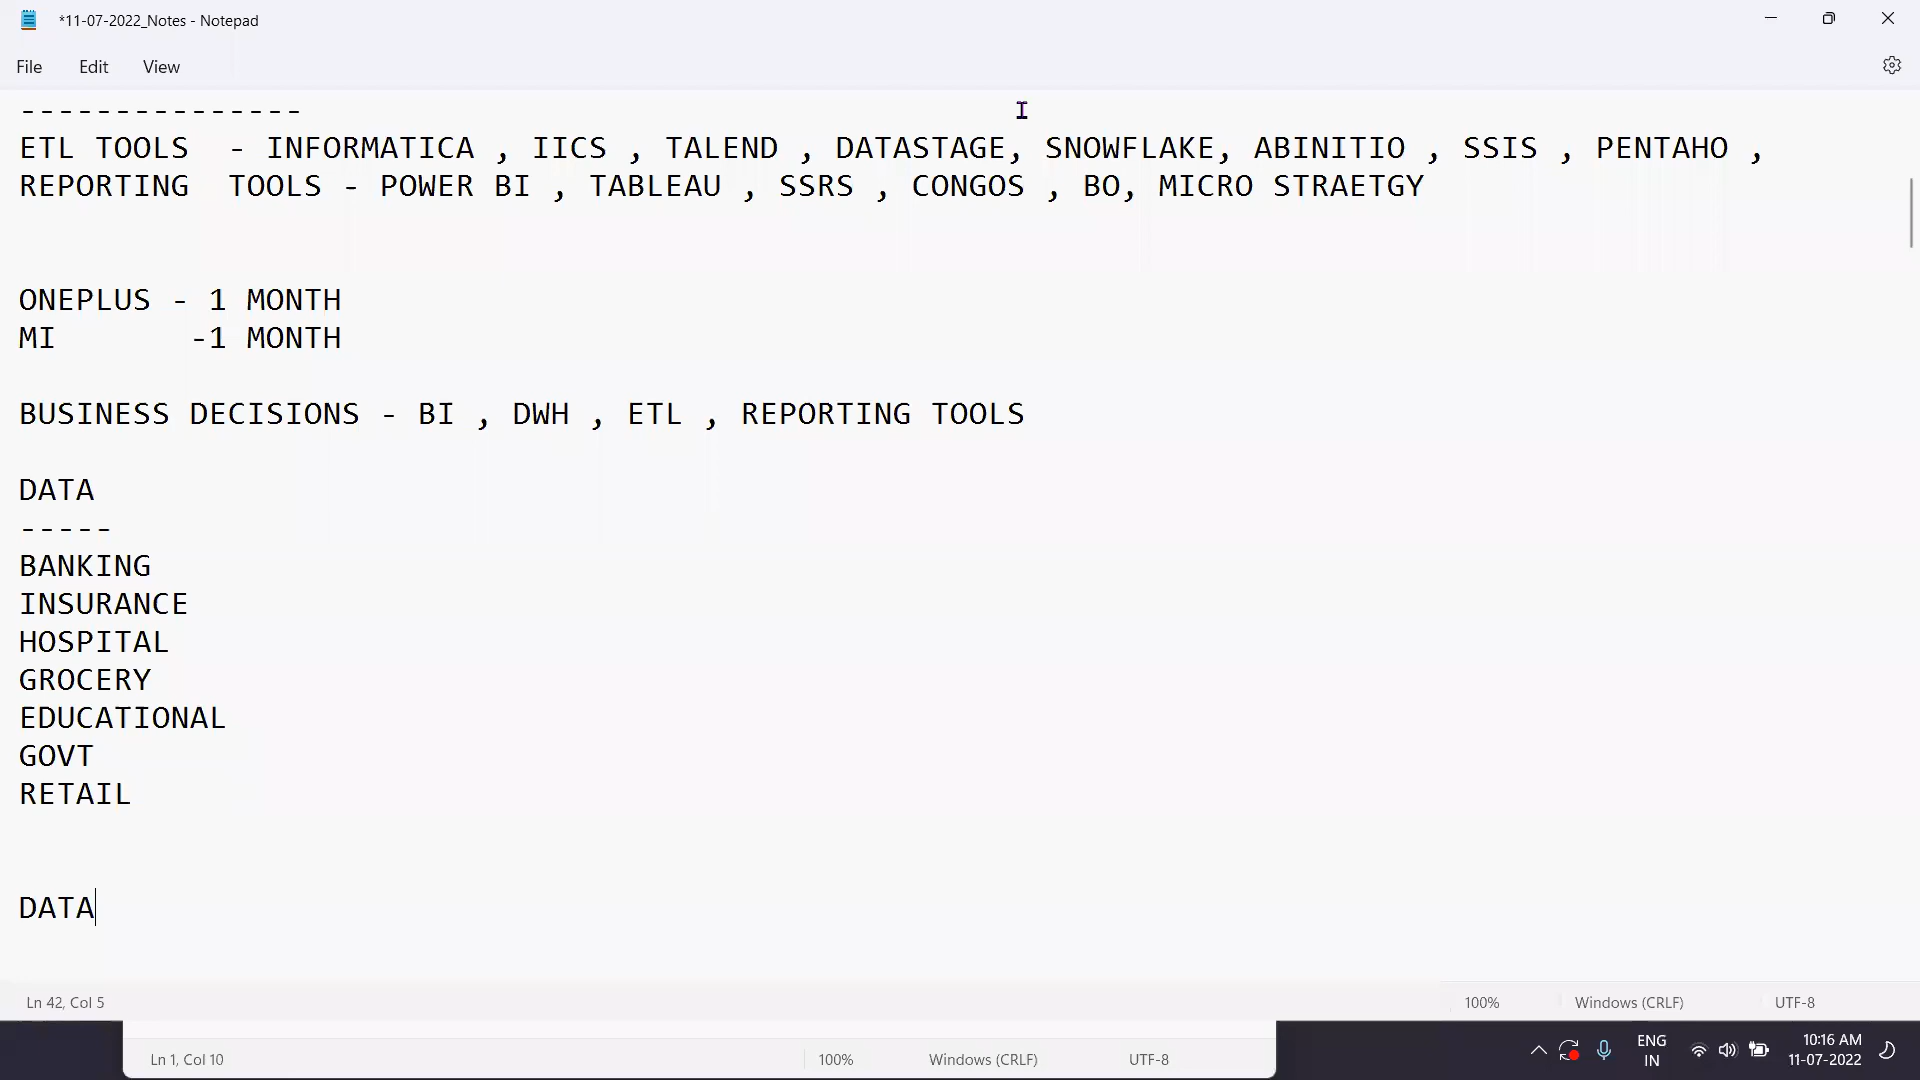 *11-07-2022_Notes - Notepad
File Edit View
---------------
ETL TOOLS  - INFORMATICA , IICS , TALEND , DATASTAGE, SNOWFLAKE, ABINITIO , SSIS , PENTAHO ,
REPORTING  TOOLS - POWER BI , TABLEAU , SSRS , CONGOS , BO, MICRO STRAETGY
ONEPLUS - 1 MONTH
MI       -1 MONTH
BUSINESS DECISIONS - BI , DWH , ETL , REPORTING TOOLS
DATA
-----
BANKING
INSURANCE
HOSPITAL
GROCERY
EDUCATIONAL
GOVT
RETAIL
DATA
Ln 42, Col 5 100% Windows (CRLF) UTF-8
Ln 1, Col 10 100% Windows (CRLF) UTF-8
ENG
IN
10:16 AM
11-07-2022